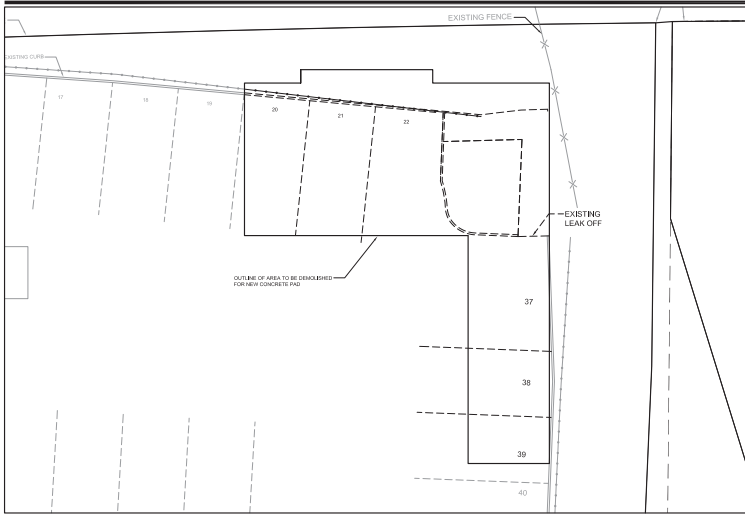 EXISTING FENCE
EXISTING CURB
17
18
19
20
21
22
EXISTING
LEAK OFF
OUTLINE OF AREA TO BE DEMOLISHED
FOR NEW CONCRETE PAD
37
38
39
40